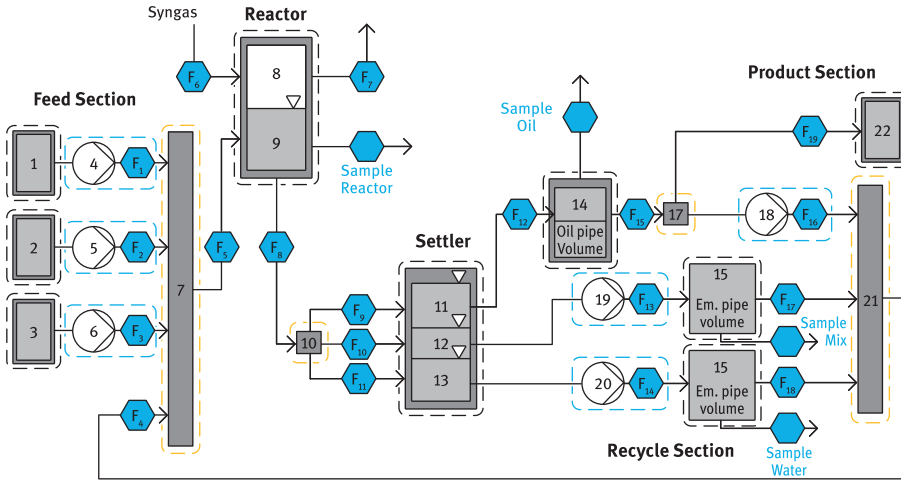 Syngas
Reactor
F6
8
F7
Product Section
Feed Section
9
Sample
Oil
F19
22
1
4
F1
Sample
Reactor
14
Oil pipe
Volume
F12
F15
17
18
F16
2
5
F2
7
F5
F8
Settler
3
6
F3
F9
10
F10
F11
11
12
13
19
F13
15
Em. pipe
volume
F17
21
Sample
Mix
20
F14
15
Em. pipe
volume
F18
F4
Recycle Section
Sample
Water